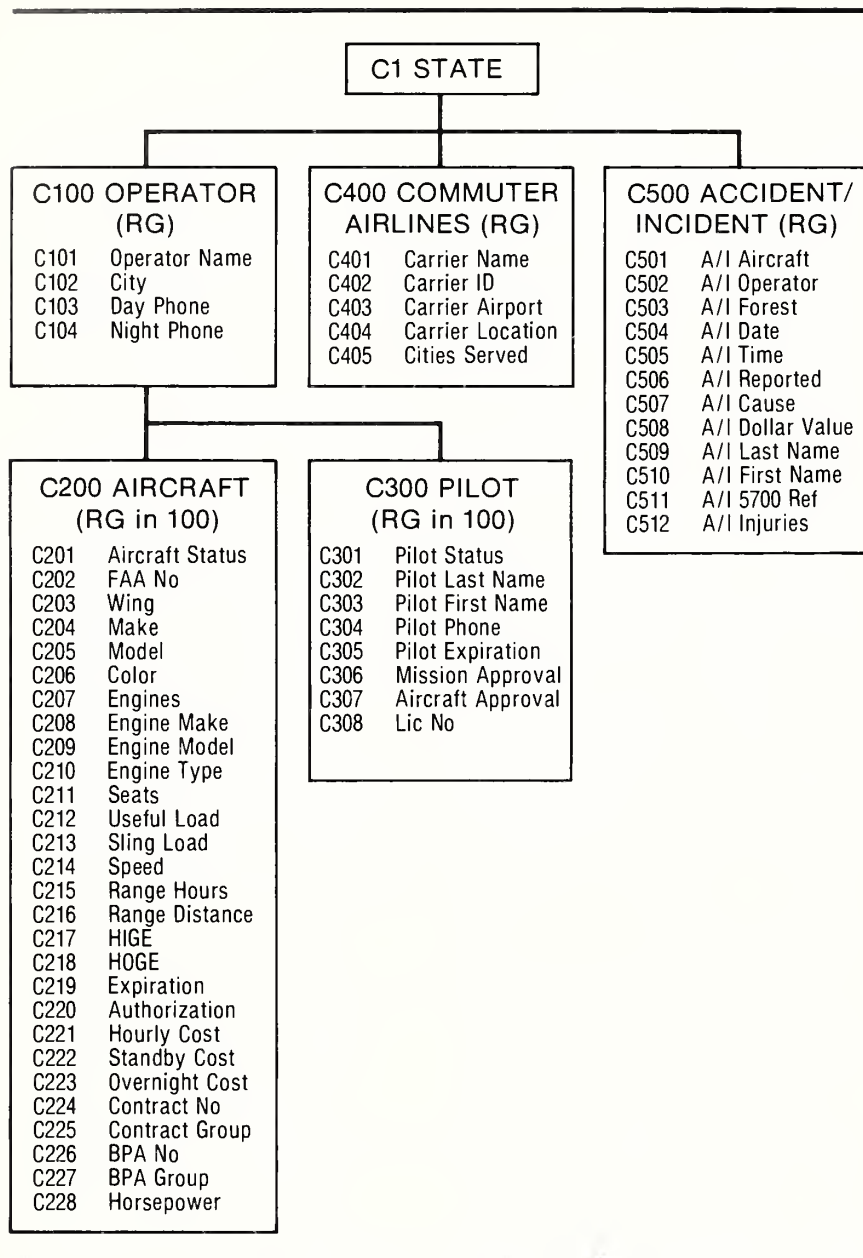 C1 STATE
C100 OPERATOR
(RG)
C101 Operator Name
C102 City
C103 Day Phone
C104 Night Phone
C400 COMMUTER
AIRLINES (RG)
C401 Carrier Name
C402 Carrier ID
C403 Carrier Airport
C404 Carrier Location
C405 Cities Served
C500 ACCIDENT/
INCIDENT (RG)
C501 A/I Aircraft
C502 A/I Operator
C503 A/I Forest
C504 A/I Date
C505 A/I Time
C506 A/I Reported
C507 A/I Cause
C508 A/I Dollar Value
C509 A/I Last Name
C510 A/I First Name
C511 A/I 5700 Ref
C512 A/I Injuries
C200 AIRCRAFT
(RG in 100)
C201 Aircraft Status
C202 FAA No
C203 Wing
C204 Make
C205 Model
C206 Color
C207 Engines
C208 Engine Make
C209 Engine Model
C210 Engine Type
C211 Seats
C212 Useful Load
C213 Sling Load
C214 Speed
C215 Range Hours
C216 Range Distance
C217 HIGE
C218 HOGE
C219 Expiration
C220 Authorization
C221 Hourly Cost
C222 Standby Cost
C223 Overnight Cost
C224 Contract No
C225 Contract Group
C226 BPA No
C227 BPA Group
C228 Horsepower
C300 PILOT
(RG in 100)
C301 Pilot Status
C302 Pilot Last Name
C303 Pilot First Name
C304 Pilot Phone
C305 Pilot Expiration
C306 Mission Approval
C307 Aircraft Approval
C308 Lic No